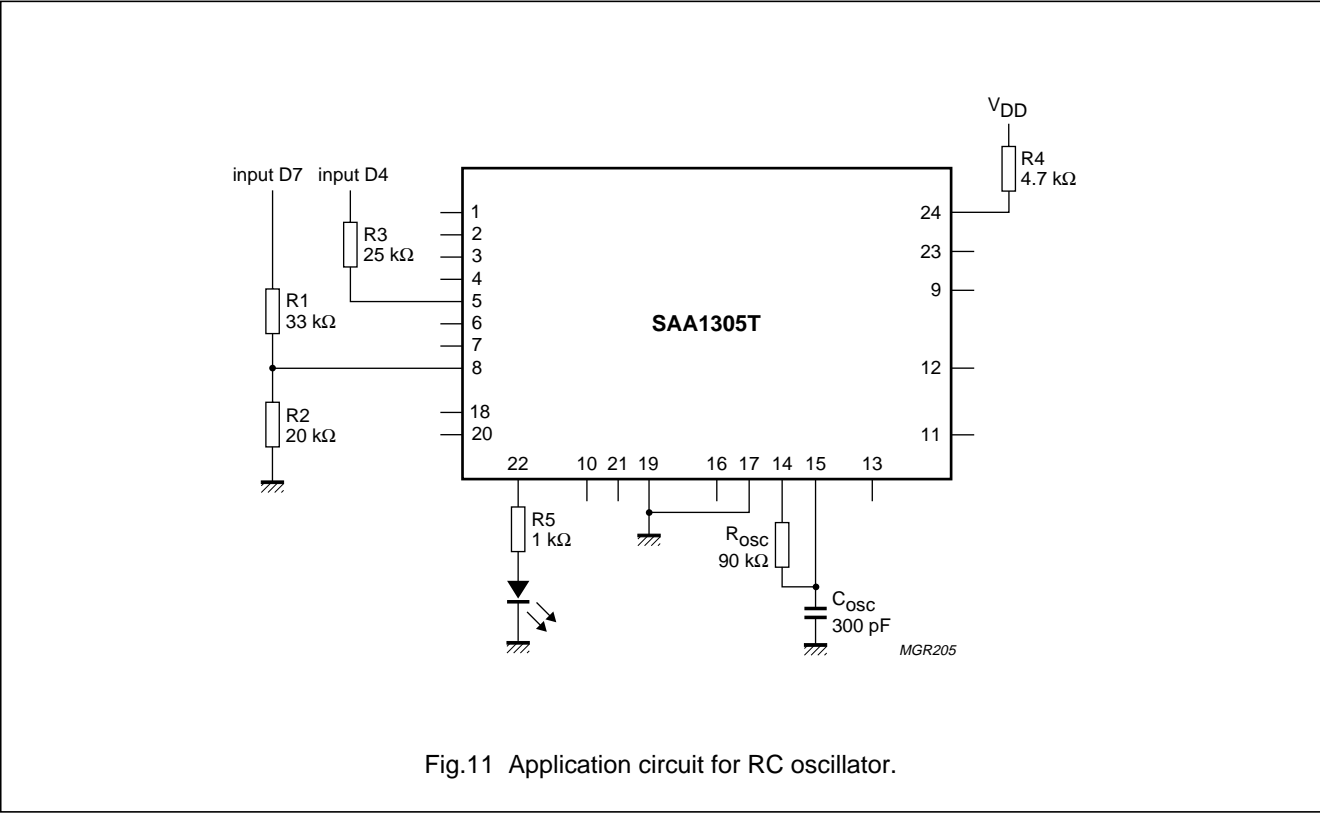 V_DD
R4
4.7 kΩ
input D7
input D4
R3
25 kΩ
R1
33 kΩ
R2
20 kΩ
1
2
3
4
5
6
7
8
18
20
SAA1305T
24
23
9
12
11
22
10
21
19
16
17
14
15
13
R5
1 kΩ
R_osc
90 kΩ
C_osc
300 pF
MGR205
Fig.11 Application circuit for RC oscillator.